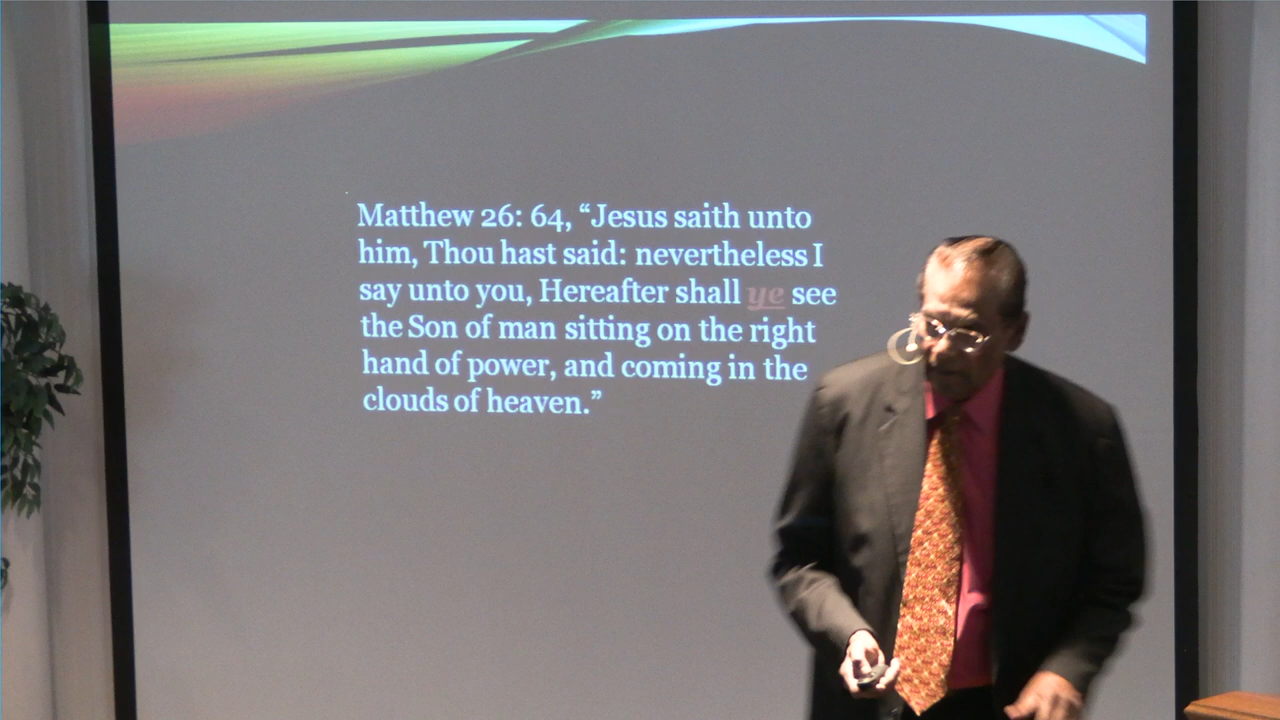 Matthew 26: 64, “Jesus saith unto
him, Thou hast said: nevertheless I
say unto you, Hereafter shall ye see
the Son of man sitting on the right
hand of power, and coming in the
clouds of heaven.”